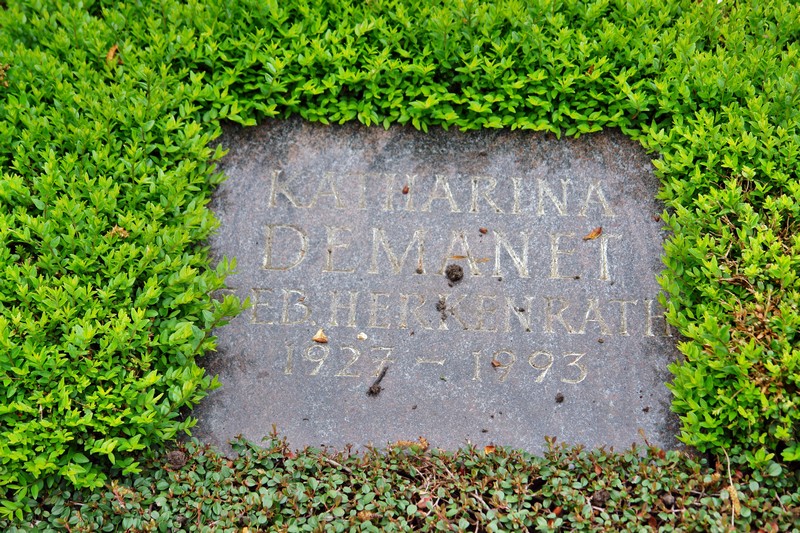 KATHARINA
DEMANET
GEB. HERKENRATH
1927 – 1993